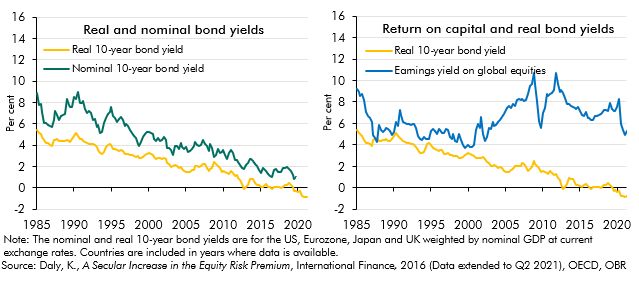 Real and nominal bond yields
Real 10-year bond yield
Nominal 10-year bond yield
Per cent
16
14
12
10
8
6
4
2
0
-2
1985 1990 1995 2000 2005 2010 2015 2020
Return on capital and real bond yields
Real 10-year bond yield
Earnings yield on global equities
Per cent
16
14
12
10
8
6
4
2
0
-2
1985 1990 1995 2000 2005 2010 2015 2020
Note: The nominal and real 10-year bond yields are for the US, Eurozone, Japan and UK weighted by nominal GDP at current
exchange rates. Countries are included in years where data is available.
Source: Daly, K., A Secular Increase in the Equity Risk Premium, International Finance, 2016 (Data extended to Q2 2021), OECD, OBR